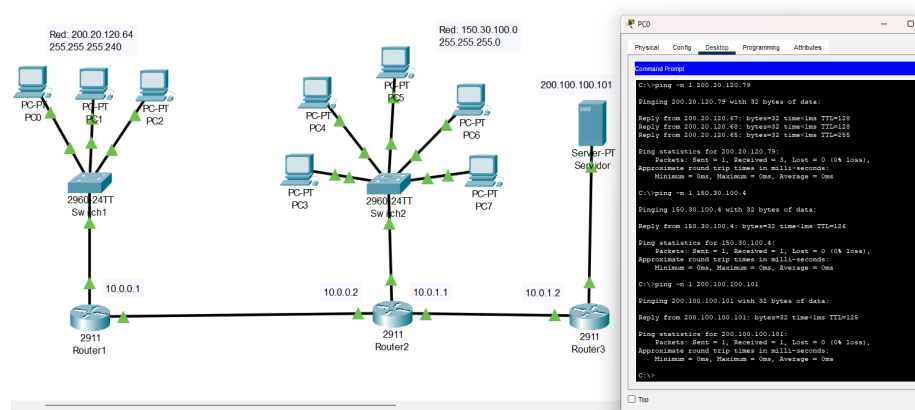 Red: 200.20.120.64
255.255.255.240
PC-PT
PC0
PC-PT
PC1
PC-PT
PC2
2960-24TT
Switch1
10.0.0.1
2911
Router1
Red: 150.30.100.0
255.255.255.0
PC-PT
PC5
PC-PT
PC4
PC-PT
PC6
PC-PT
PC3
PC-PT
PC7
2960-24TT
Switch2
10.0.0.2
10.0.1.1
2911
Router2
200.100.100.101
Server-PT
Servidor
10.0.1.2
2911
Router3
PC0
Physical Config Desktop Programming Attributes
Command Prompt
C:\>ping -n 1 200.20.120.79
Pinging 200.20.120.79 with 32 bytes of data:
Reply from 200.20.120.67: bytes=32 time<1ms TTL=128
Reply from 200.20.120.68: bytes=32 time<1ms TTL=128
Reply from 200.20.120.65: bytes=32 time<1ms TTL=255
Ping statistics for 200.20.120.79:
Packets: Sent = 1, Received = 3, Lost = 0 (0% loss),
Approximate round trip times in milli-seconds:
Minimum = 0ms, Maximum = 0ms, Average = 0ms
C:\>ping -n 1 150.30.100.4
Pinging 150.30.100.4 with 32 bytes of data:
Reply from 150.30.100.4: bytes=32 time<1ms TTL=126
Ping statistics for 150.30.100.4:
Packets: Sent = 1, Received = 1, Lost = 0 (0% loss),
Approximate round trip times in milli-seconds:
Minimum = 0ms, Maximum = 0ms, Average = 0ms
C:\>ping -n 1 200.100.100.101
Pinging 200.100.100.101 with 32 bytes of data:
Reply from 200.100.100.101: bytes=32 time<1ms TTL=125
Ping statistics for 200.100.100.101:
Packets: Sent = 1, Received = 1, Lost = 0 (0% loss),
Approximate round trip times in milli-seconds:
Minimum = 0ms, Maximum = 0ms, Average = 0ms
C:\>
Top